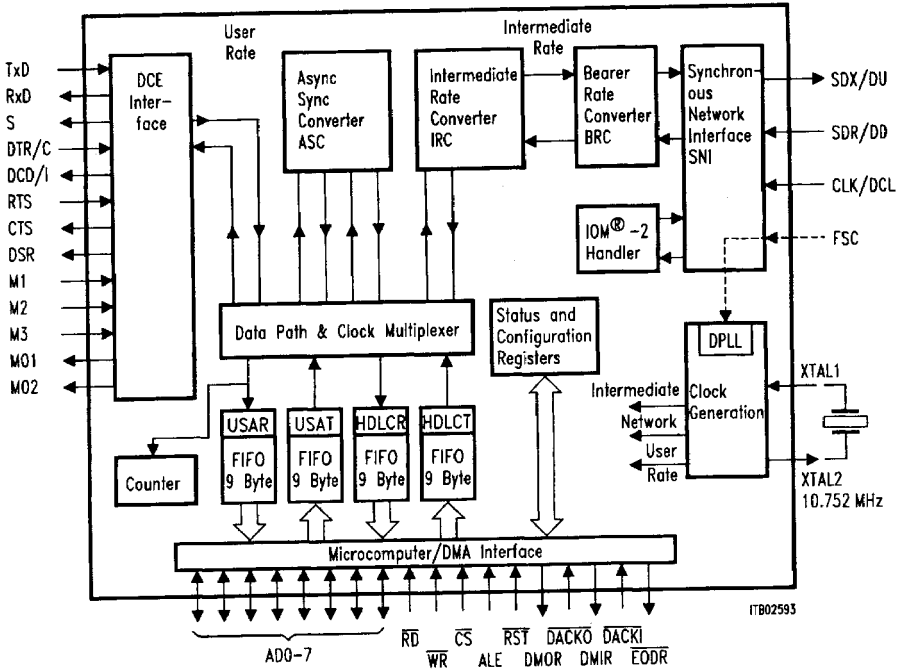 User
Rate
Intermediate
Rate
TxD
RxD
S
DTR/C
DCD/I
RTS
CTS
DSR
M1
M2
M3
MO1
MO2
DCE
Inter-
face
Async
Sync
Converter
ASC
Intermediate
Rate
Converter
IRC
Bearer
Rate
Converter
BRC
Synchron-
ous
Network
Interface
SNI
SDX/DU
SDR/DD
CLK/DCL
FSC
IOM®-2
Handler
Data Path & Clock Multiplexer
Status and
Configuration
Registers
DPLL
Clock
Generation
Intermediate
Network
User
Rate
XTAL1
XTAL2
10.752 MHz
Counter
USAR
FIFO
9 Byte
USAT
FIFO
9 Byte
HDLCR
FIFO
9 Byte
HDLCT
FIFO
9 Byte
Microcomputer/DMA Interface
ITB02593
AD0-7
RD
WR
CS
ALE
RST
DMOR
DACKO
DMIR
DACKI
EODR